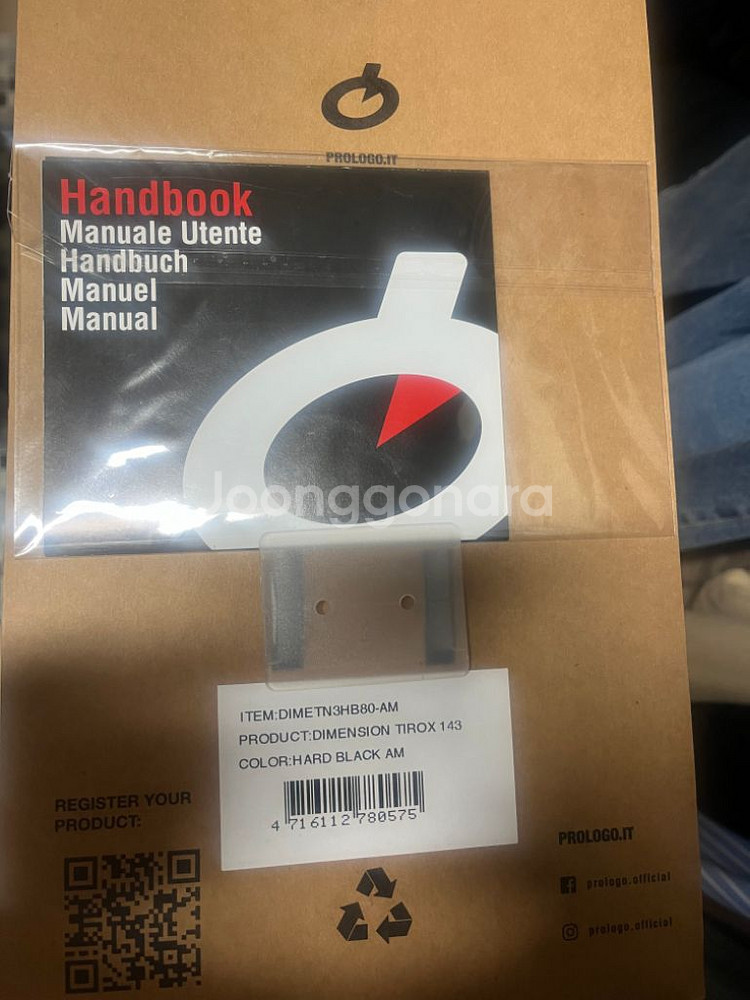 PROLOGO.IT
Handbook
Manuale Utente
Handbuch
Manuel
Manual
Joonggonara
ITEM:DIMETN3HB80-AM
PRODUCT:DIMENSION TIROX 143
COLOR:HARD BLACK AM
4 716112 780575
REGISTER YOUR
PRODUCT:
PROLOGO.IT
prologo.official
prologo.official